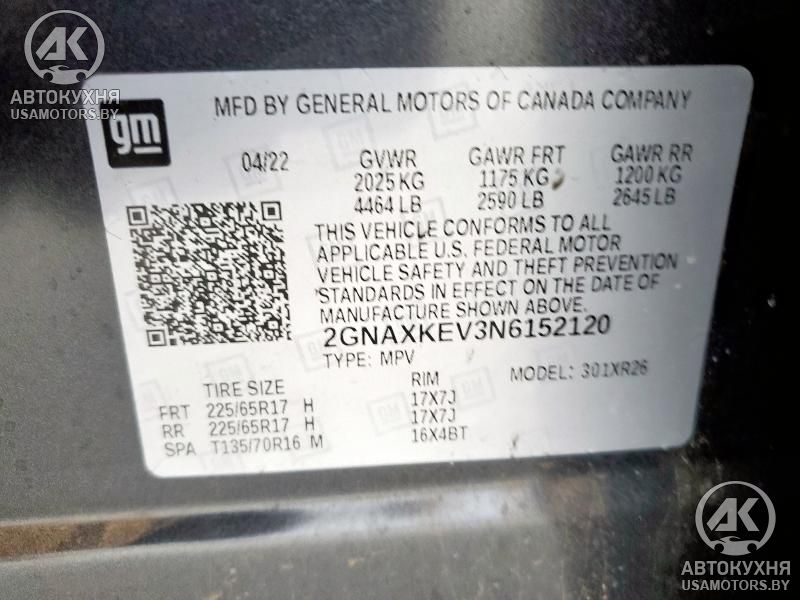 AK
АВТОКУХНЯ
USAMOTORS.BY
gm
MFD BY GENERAL MOTORS OF CANADA COMPANY
04/22 GVWR GAWR FRT GAWR RR
2025 KG 1175 KG 1200 KG
4464 LB 2590 LB 2645 LB
THIS VEHICLE CONFORMS TO ALL
APPLICABLE U.S. FEDERAL MOTOR
VEHICLE SAFETY AND THEFT PREVENTION
STANDARDS IN EFFECT ON THE DATE OF
MANUFACTURE SHOWN ABOVE.
2GNAXKEV3N6152120
TYPE: MPV MODEL: 301XR26
TIRE SIZE RIM
FRT 225/65R17 H 17X7J
RR 225/65R17 H 17X7J
SPA T135/70R16 M 16X4BT
AK
АВТОКУХНЯ
USAMOTORS.BY